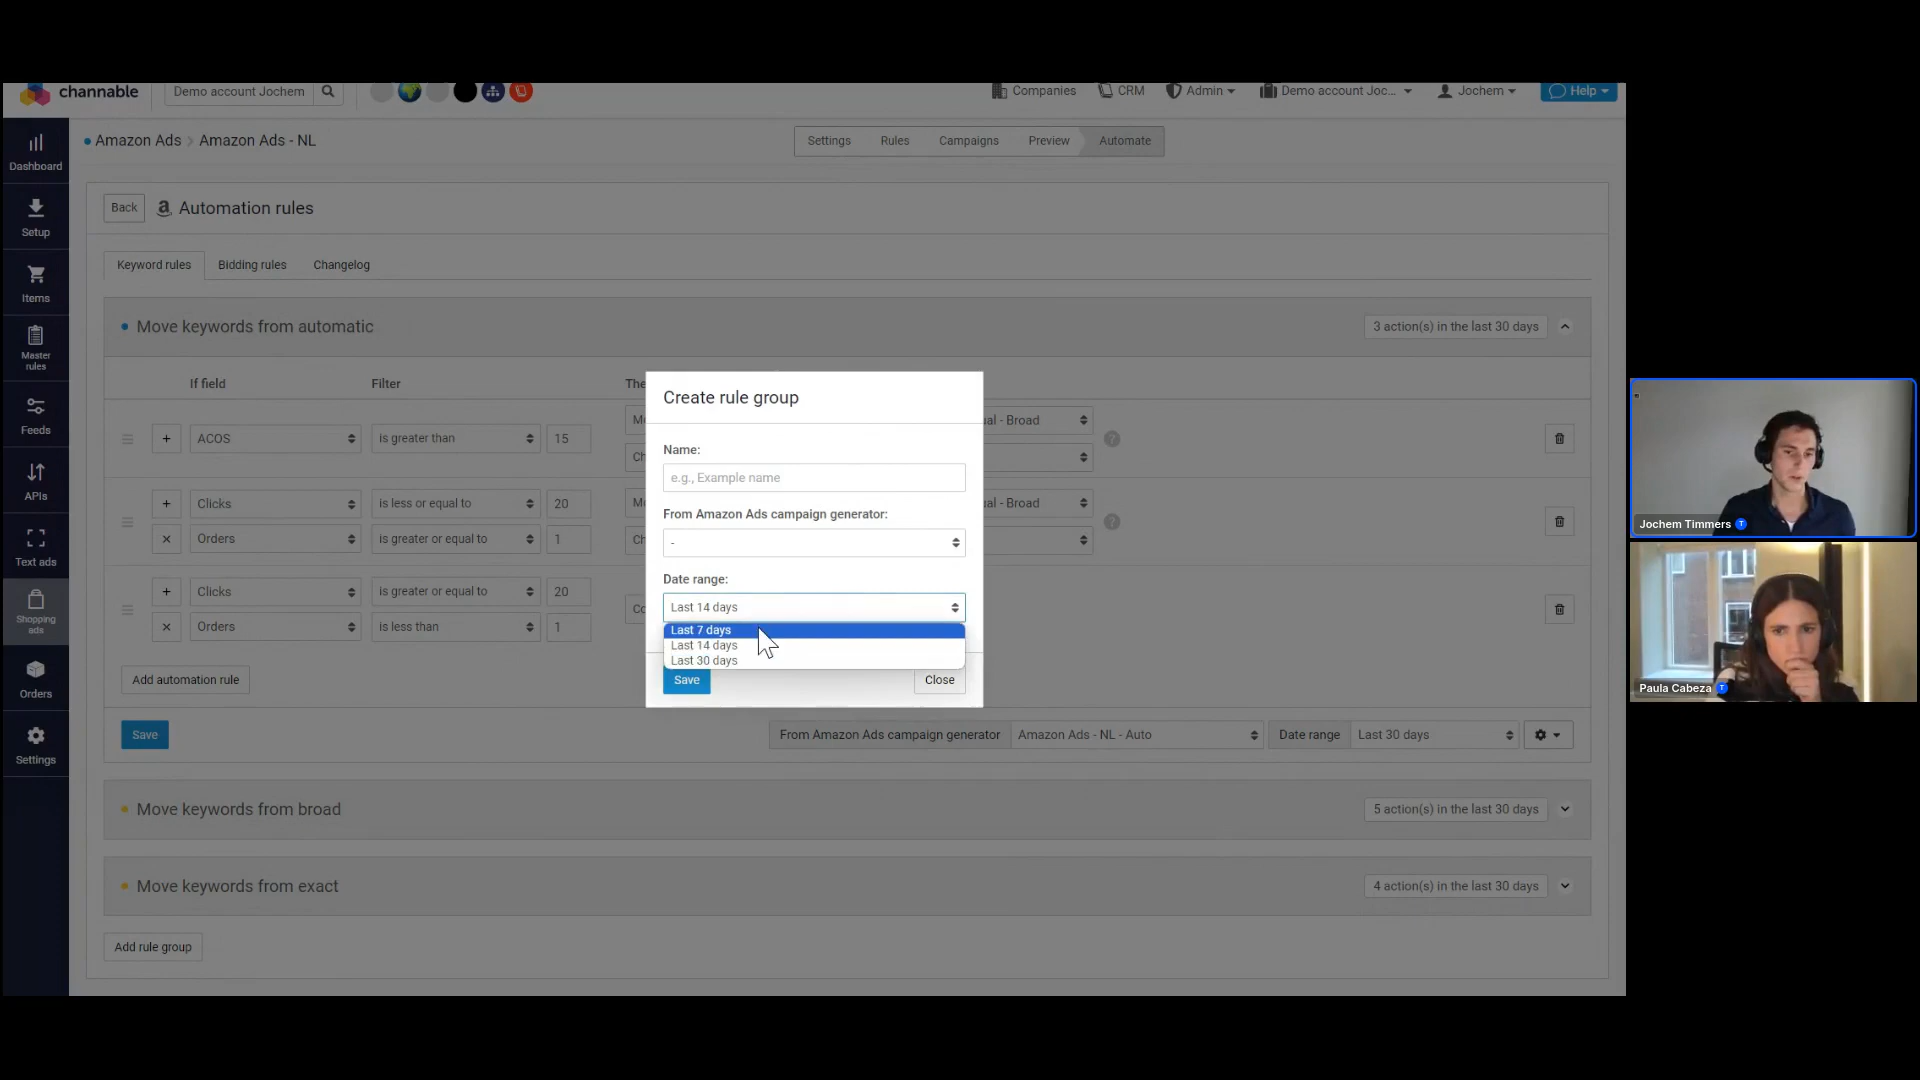 channable
Demo account Jochem
Companies
CRM
Admin
Demo account Joc...
Jochem
Help
Amazon Ads
Amazon Ads - NL
Settings
Rules
Campaigns
Preview
Automate
Dashboard
Setup
Items
Master
rules
Feeds
APIs
Text ads
Shopping
ads
Orders
Settings
Back
Automation rules
Keyword rules
Bidding rules
Changelog
Move keywords from automatic
3 action(s) in the last 30 days
If field
Filter
The
ACOS
is greater than
15
Clicks
is less or equal to
20
Orders
is greater or equal to
1
Clicks
is greater or equal to
20
Orders
is less than
1
ual - Broad
ual - Broad
Create rule group
Name:
e.g., Example name
From Amazon Ads campaign generator:
-
Date range:
Last 14 days
Last 7 days
Last 14 days
Last 30 days
Save
Close
Add automation rule
Save
From Amazon Ads campaign generator
Amazon Ads - NL - Auto
Date range
Last 30 days
Move keywords from broad
5 action(s) in the last 30 days
Move keywords from exact
4 action(s) in the last 30 days
Add rule group
Jochem Timmers
Paula Cabeza